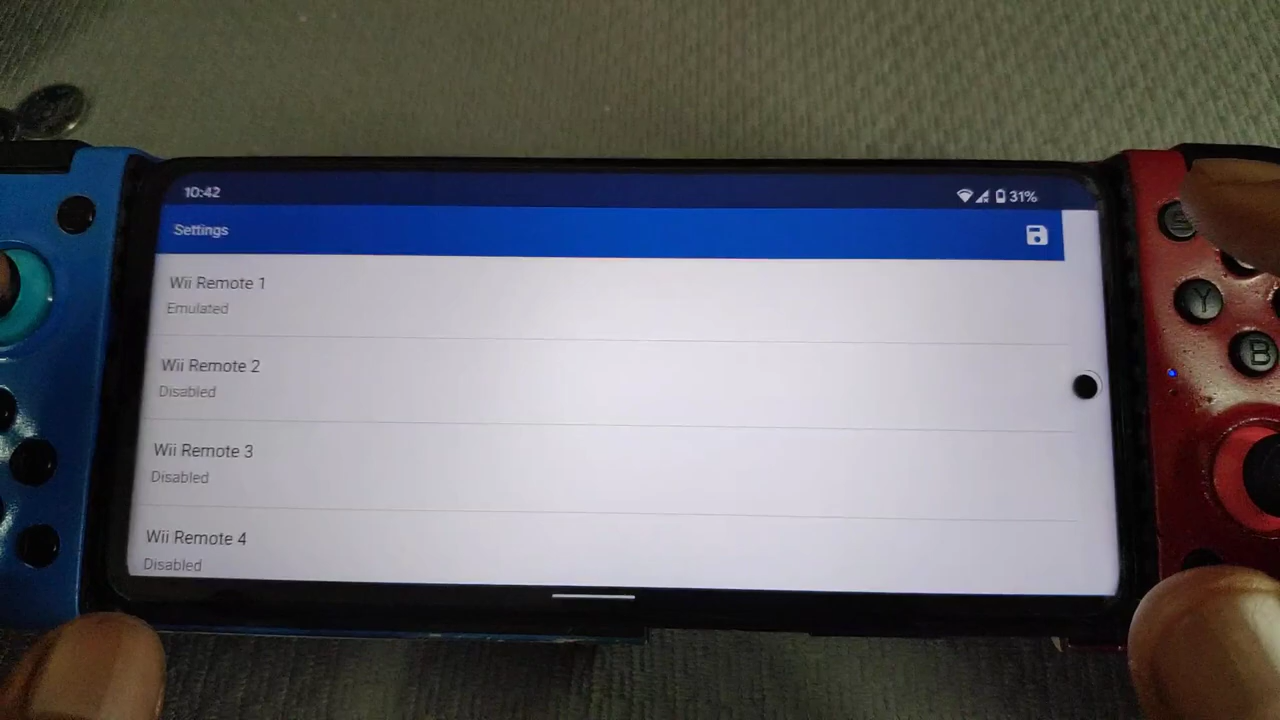 10:42
31%
Settings
Wii Remote 1
Emulated
Wii Remote 2
Disabled
Wii Remote 3
Disabled
Wii Remote 4
Disabled
Y
B